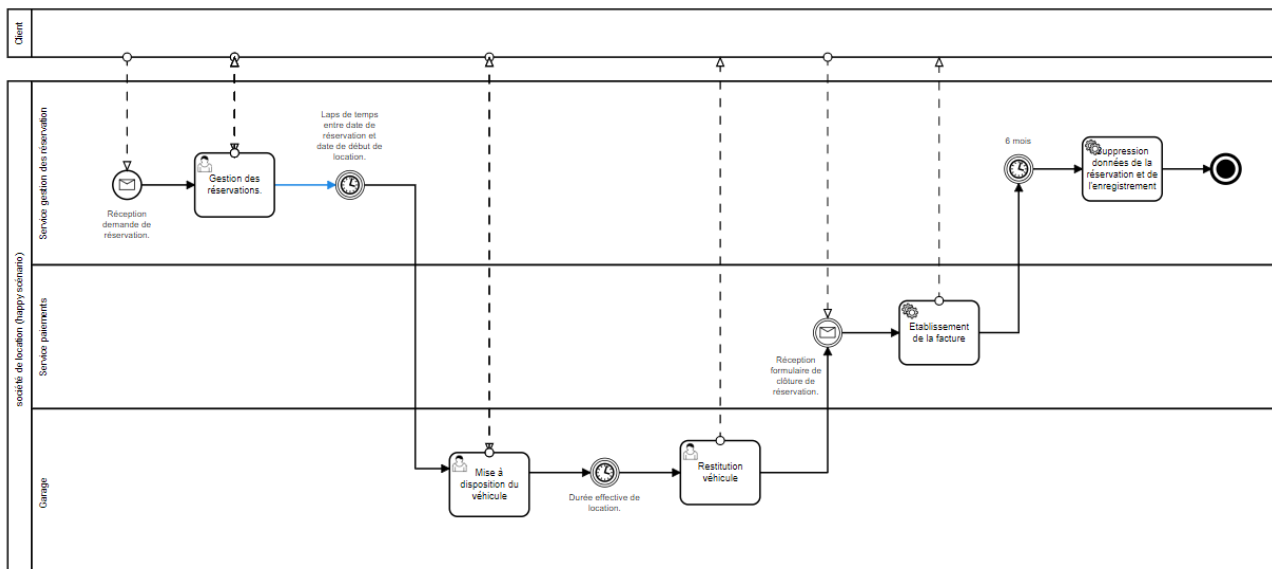 Client
société de location (happy scénario)
Service gestion des réservation
Réception
demande de
réservation.
Gestion des
réservations.
Laps de temps
entre date de
réservation et
date de début de
location.
6 mois
Suppression
données de la
réservation et de
l'enregistrement
Service paiements
Réception
formulaire de
clôture de
réservation.
Etablissement
de la facture
Garage
Mise à
disposition du
véhicule
Durée effective de
location.
Restitution
véhicule